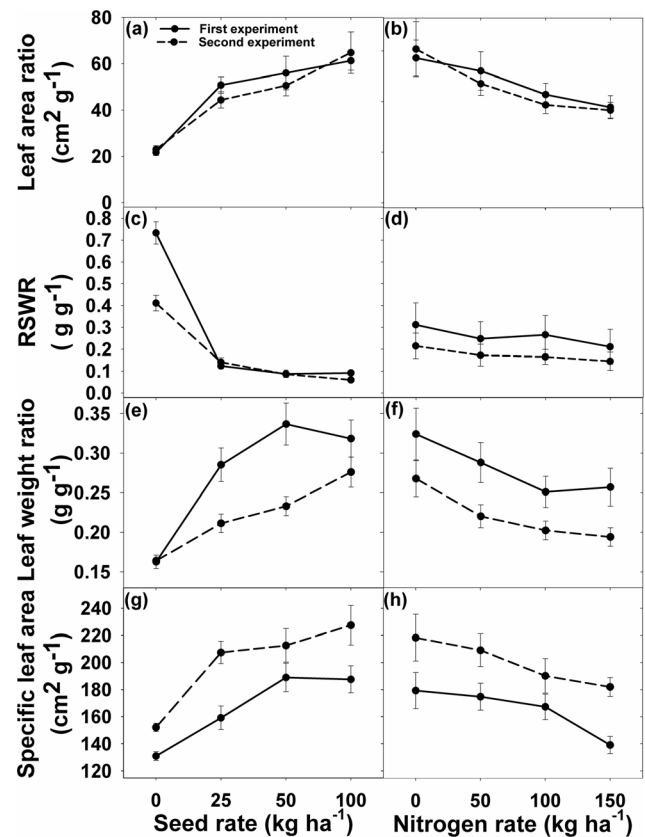 (a)
First experiment
Second experiment
(b)
80
60
40
20
0
Leaf area ratio
(cm2 g-1)
(c)
(d)
0.8
0.7
0.6
0.5
0.4
0.3
0.2
0.1
0.0
RSWR
( g g-1)
(e)
(f)
0.35
0.30
0.25
0.20
0.15
Leaf weight ratio
(g g-1)
(g)
(h)
240
220
200
180
160
140
120
Specific leaf area
(cm2 g-1)
0 25 50 100
0 50 100 150
Seed rate (kg ha-1)
Nitrogen rate (kg ha-1)